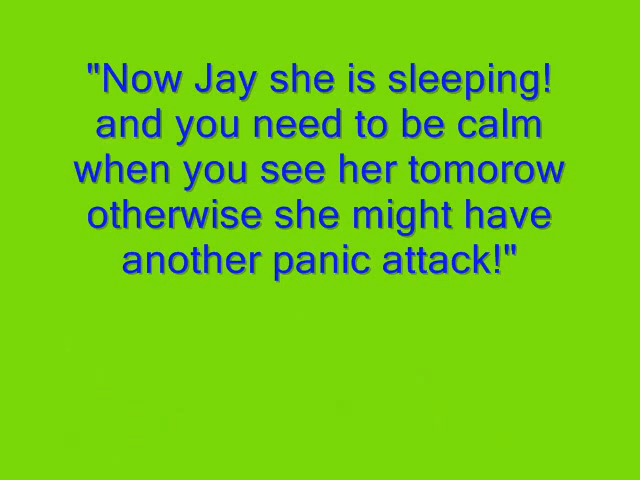 "Now Jay she is sleeping!
and you need to be calm
when you see her tomorow
otherwise she might have
another panic attack!"